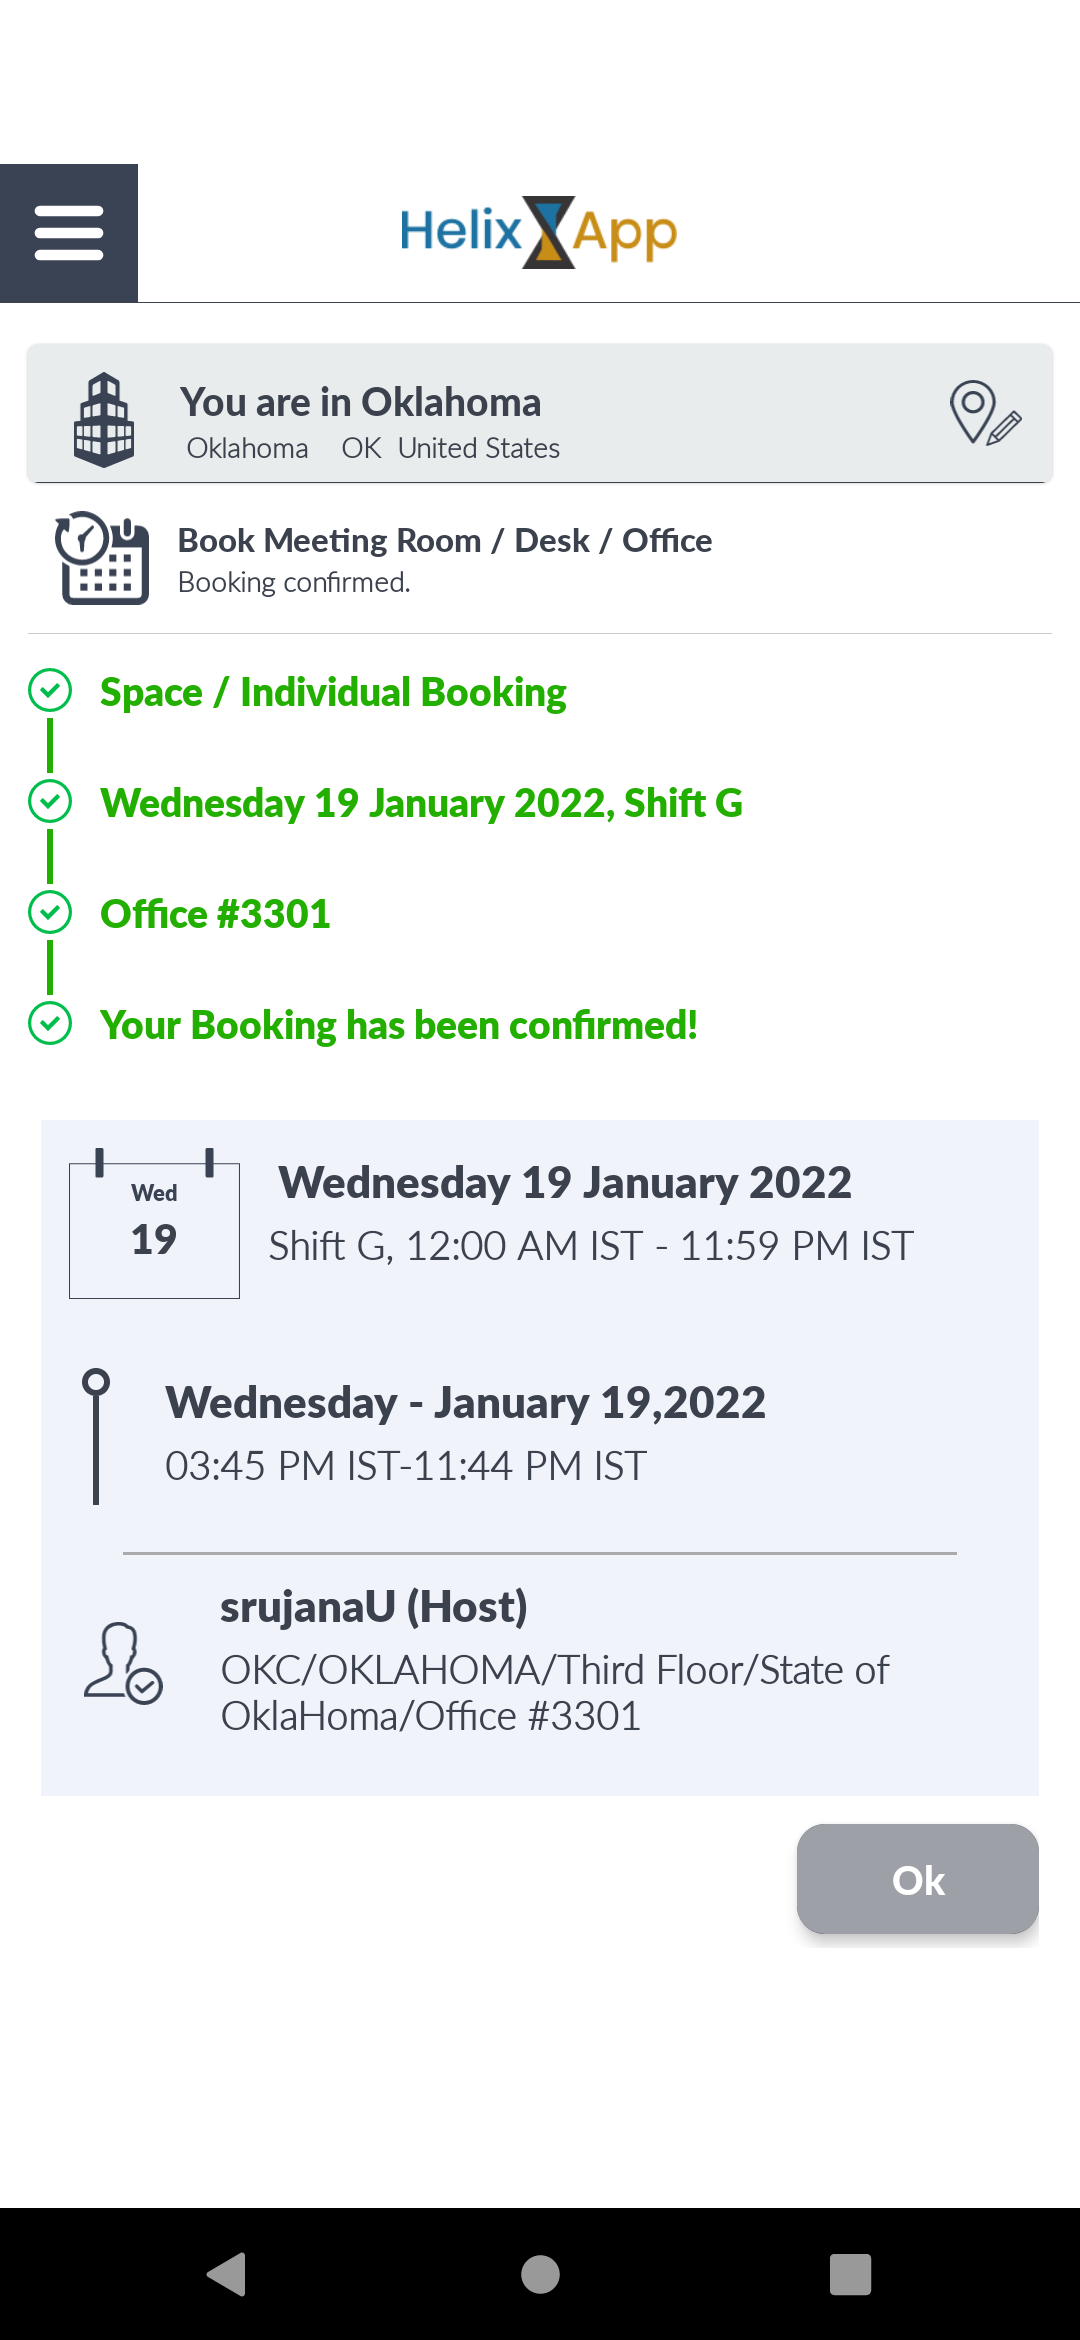 Helix App
You are in Oklahoma
Oklahoma OK United States
Book Meeting Room / Desk / Office
Booking confirmed.
Space / Individual Booking
Wednesday 19 January 2022, Shift G
Office #3301
Your Booking has been confirmed!
Wed
19
Wednesday 19 January 2022
Shift G, 12:00 AM IST - 11:59 PM IST
Wednesday - January 19,2022
03:45 PM IST-11:44 PM IST
srujanaU (Host)
OKC/OKLAHOMA/Third Floor/State of
OklaHoma/Office #3301
Ok